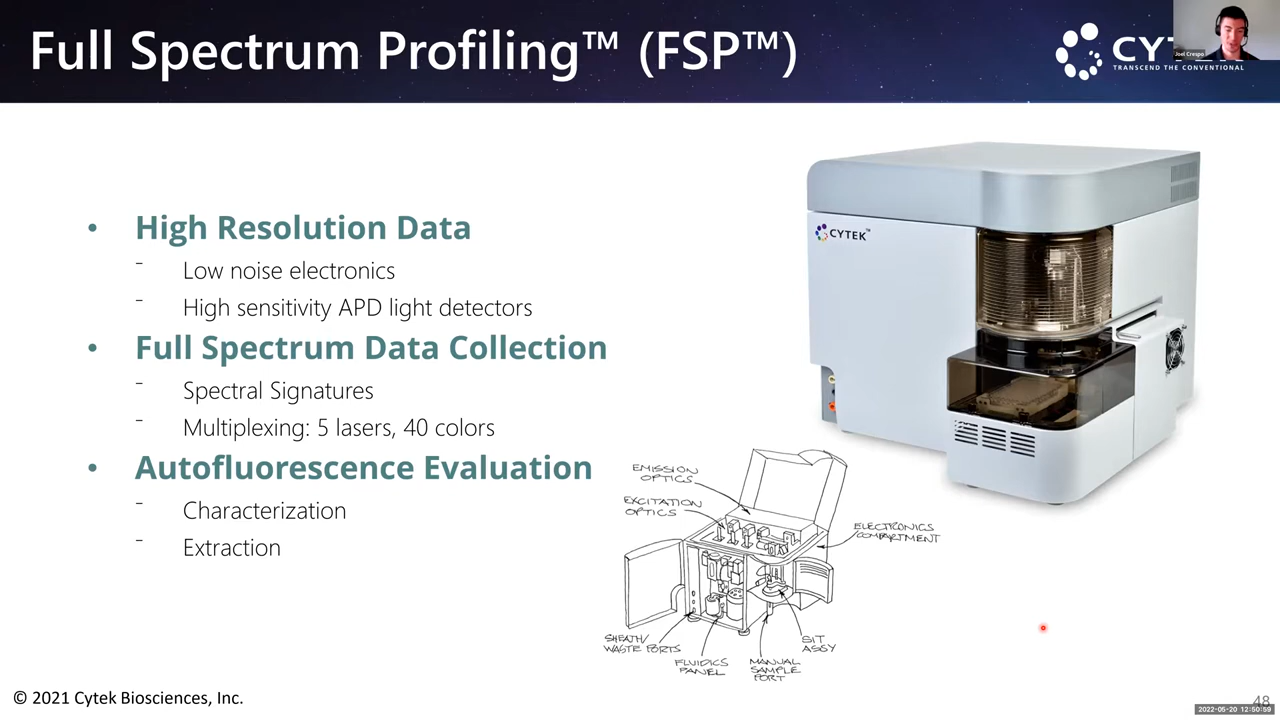 Full Spectrum Profiling™ (FSP™)
CYT
TRANSCEND THE CONVENTIONAL
Joel Crespo
• High Resolution Data
- Low noise electronics
- High sensitivity APD light detectors
• Full Spectrum Data Collection
- Spectral Signatures
- Multiplexing: 5 lasers, 40 colors
• Autofluorescence Evaluation
- Characterization
- Extraction
CYTEK™
EMISSION
OPTICS
EXCITATION
OPTICS
ELECTRONICS
COMPARTMENT
SHEATH/
WASTE PORTS
FLUIDICS
PANEL
MANUAL
SAMPLE
PORT
SIT
ASSY
© 2021 Cytek Biosciences, Inc.
48
2022-05-20 12:50:59